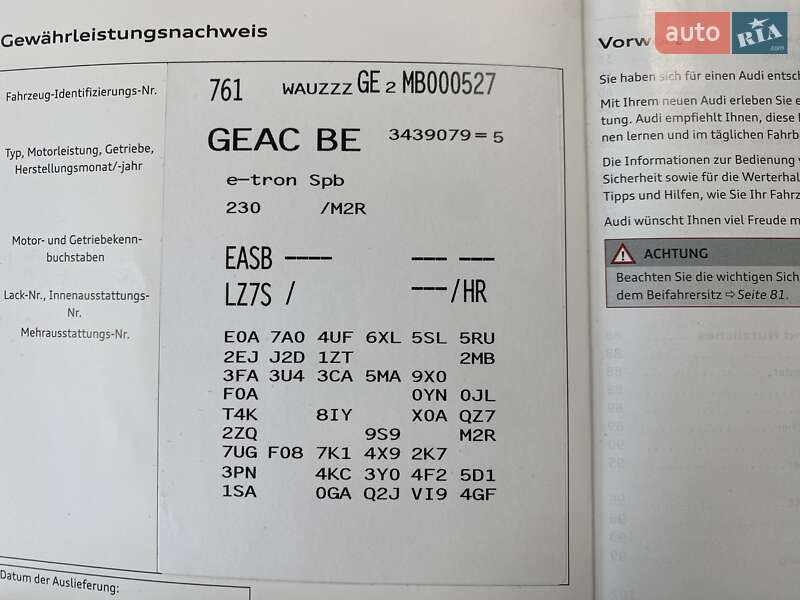 Gewährleistungsnachweis
Fahrzeug-Identifizierungs-Nr.
761 WAUZZZ GE 2 MB000527
GEAC BE 3439079=5
Typ, Motorleistung, Getriebe,
Herstellungsmonat/-jahr
e-tron Spb
230 /M2R
Motor- und Getriebekenn-
buchstaben
EASB ---- --- ---
Lack-Nr., Innenausstattungs-
Nr.
LZ7S / ---/HR
Mehrausstattungs-Nr.
E0A 7A0 4UF 6XL 5SL 5RU
2EJ J2D 1ZT 2MB
3FA 3U4 3CA 5MA 9X0
F0A 0YN 0JL
T4K 8IY X0A QZ7
2ZQ 9S9 M2R
7UG F08 7K1 4X9 2K7
3PN 4KC 3Y0 4F2 5D1
1SA 0GA Q2J VI9 4GF
Datum der Auslieferung:
auto RIA .com
Sie haben sich für einen Audi
Mit Ihrem neuen Audi erleben Sie
tung. Audi empfiehlt Ihnen, diese
nen lernen und im täglichen
Die Informationen zur Bedienung
Sicherheit sowie für die
Tipps und Hilfen, wie Sie Ihr
Audi wünscht Ihnen viel Freude
ACHTUNG
Beachten Sie die wichtigen
dem Beifahrersitz ⇨ Seite 81.